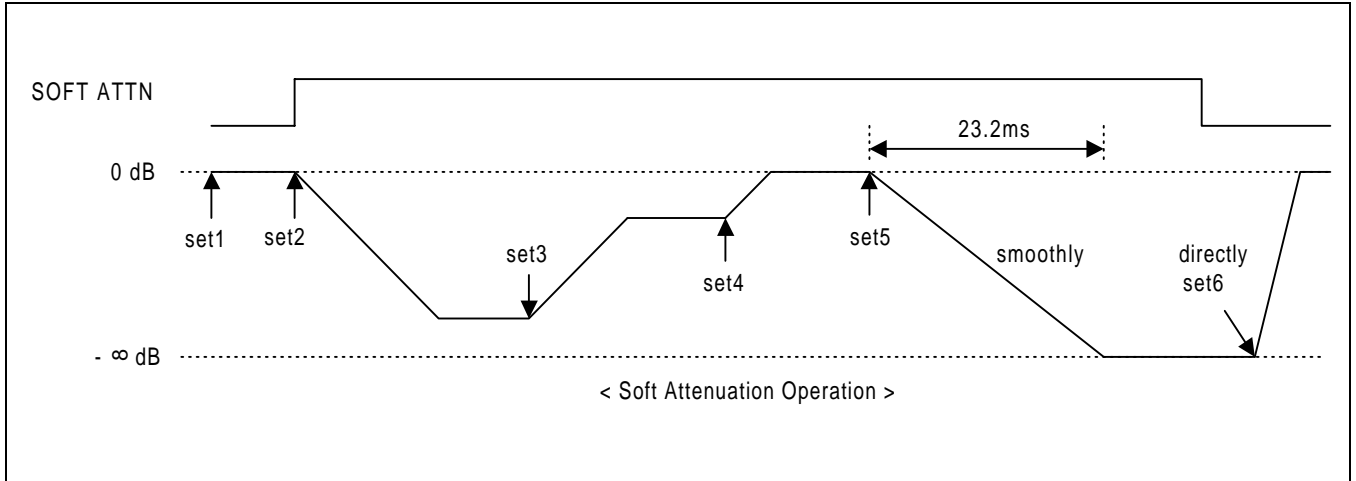 SOFT ATTN
23.2ms
0 dB
set1
set2
set3
set4
set5
smoothly
directly
set6
- ∞ dB
< Soft Attenuation Operation >